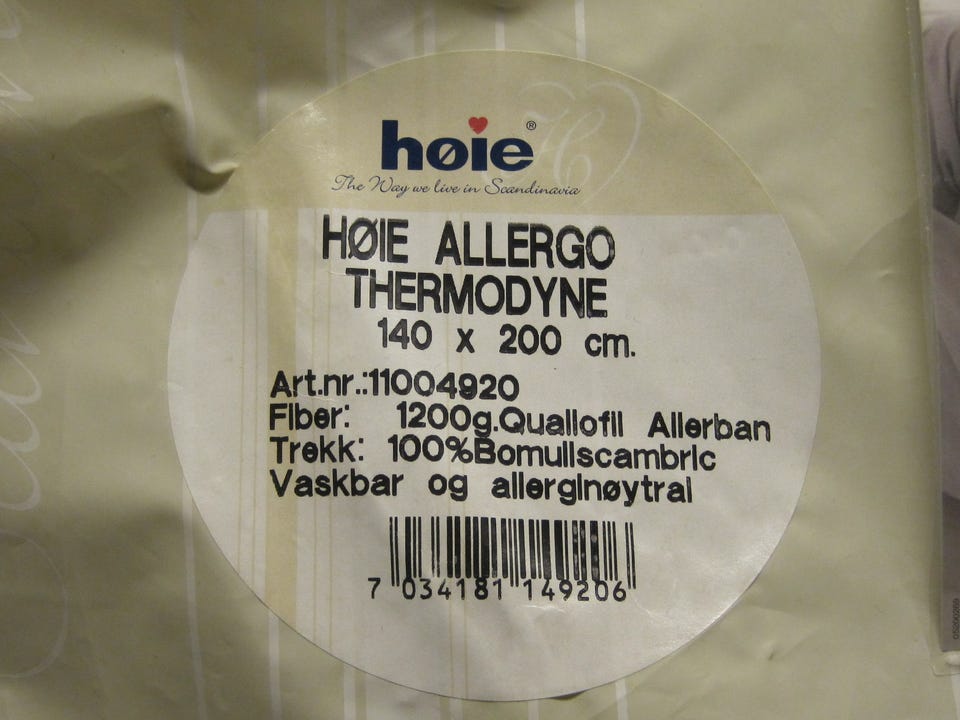 høie®
The Way we live in Scandinavia
HØIE ALLERGO
THERMODYNE
140 x 200 cm.
Art.nr.:11004920
Fiber: 1200g.Quallofil Allerban
Trekk: 100%Bomullscambric
Vaskbar og allerginøytral
7 034181 149206